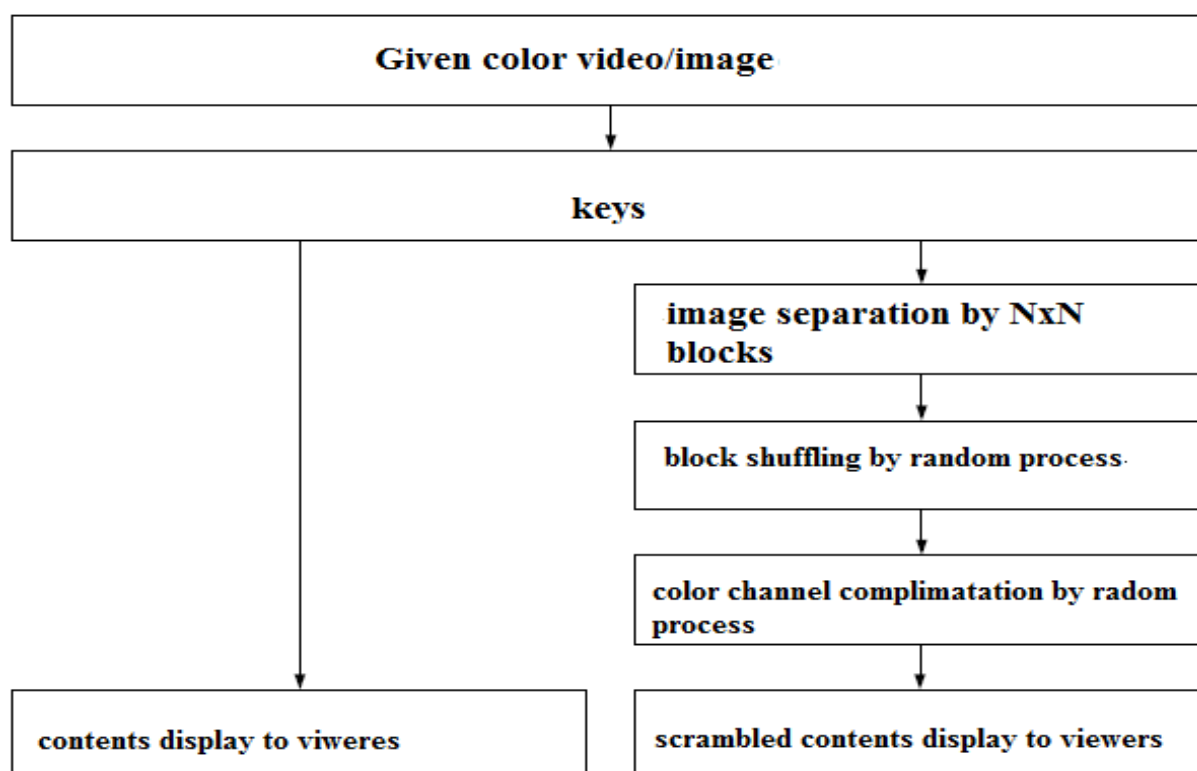 Given color video/image
keys
image separation by NxN
blocks
block shuffling by random process
color channel complimatation by radom
process
contents display to viweres
scrambled contents display to viewers